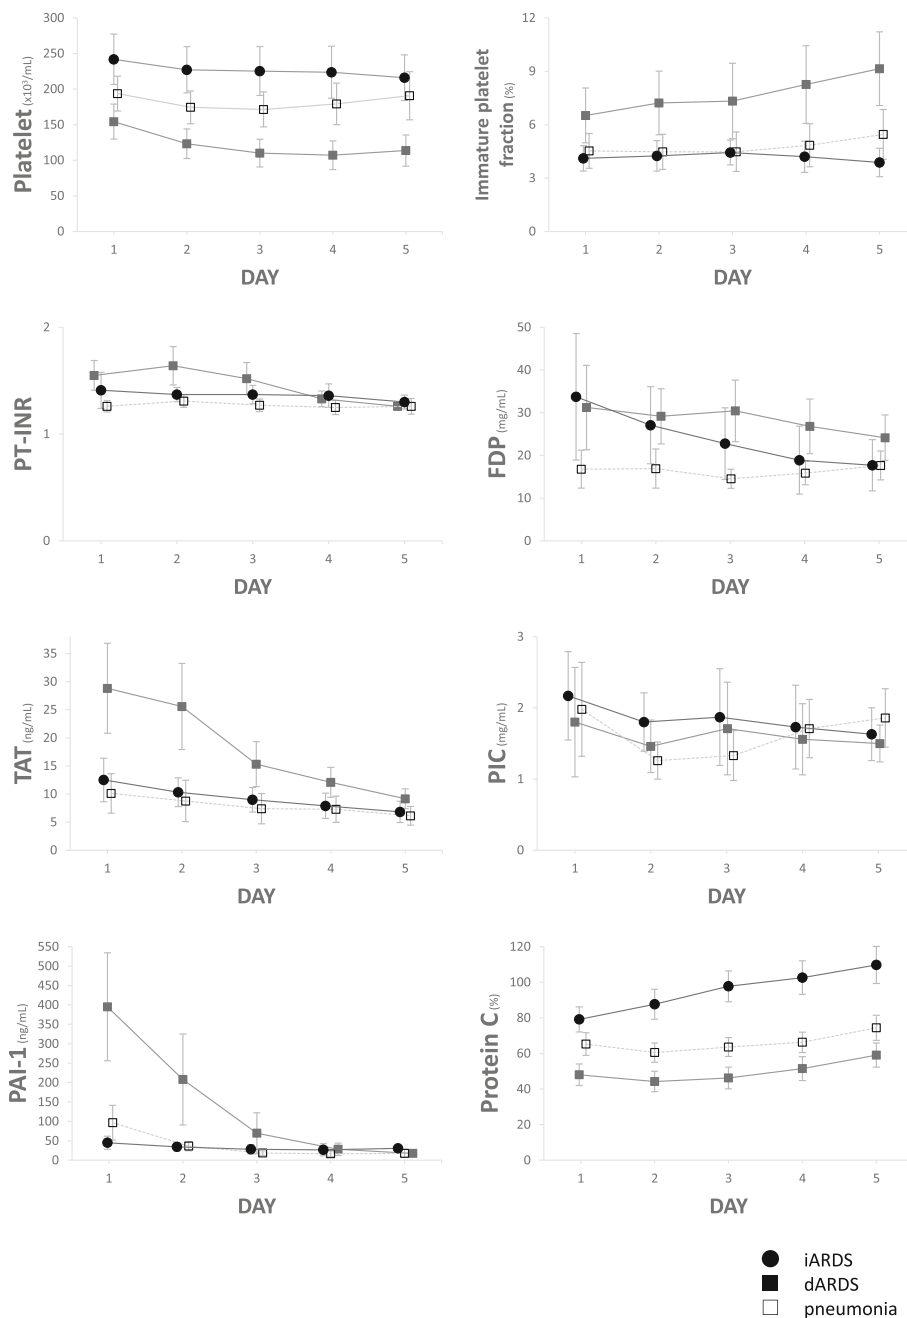 Platelet (x10³/mL)
300
250
200
150
100
50
0
1 2 3 4 5
DAY
Immature platelet
fraction (%)
12
9
6
3
0
1 2 3 4 5
DAY
PT-INR
2
1
0
1 2 3 4 5
DAY
FDP (mg/mL)
50
40
30
20
10
0
1 2 3 4 5
DAY
TAT (ng/mL)
35
30
25
20
15
10
5
0
1 2 3 4 5
DAY
PIC (mg/mL)
3
2
1
0
1 2 3 4 5
DAY
PAI-1 (ng/mL)
550
500
450
400
350
300
250
200
150
100
50
0
1 2 3 4 5
DAY
Protein C (%)
120
100
80
60
40
20
0
1 2 3 4 5
DAY
iARDS
dARDS
pneumonia